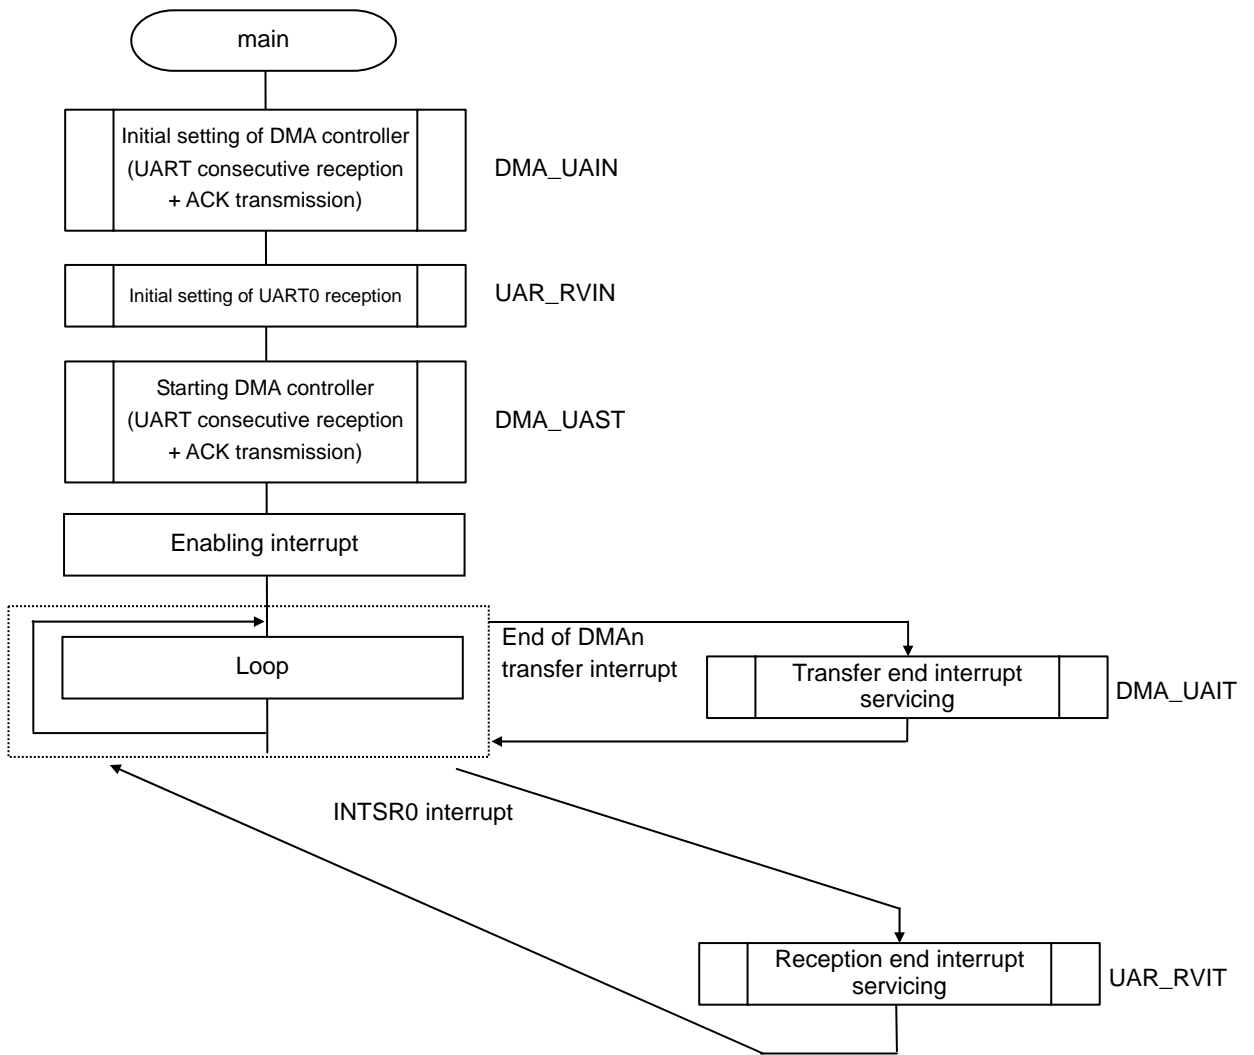 main
Initial setting of DMA controller
(UART consecutive reception
+ ACK transmission)
DMA_UAIN
Initial setting of UART0 reception
UAR_RVIN
Starting DMA controller
(UART consecutive reception
+ ACK transmission)
DMA_UAST
Enabling interrupt
Loop
End of DMAn
transfer interrupt
Transfer end interrupt
servicing
DMA_UAIT
INTSR0 interrupt
Reception end interrupt
servicing
UAR_RVIT